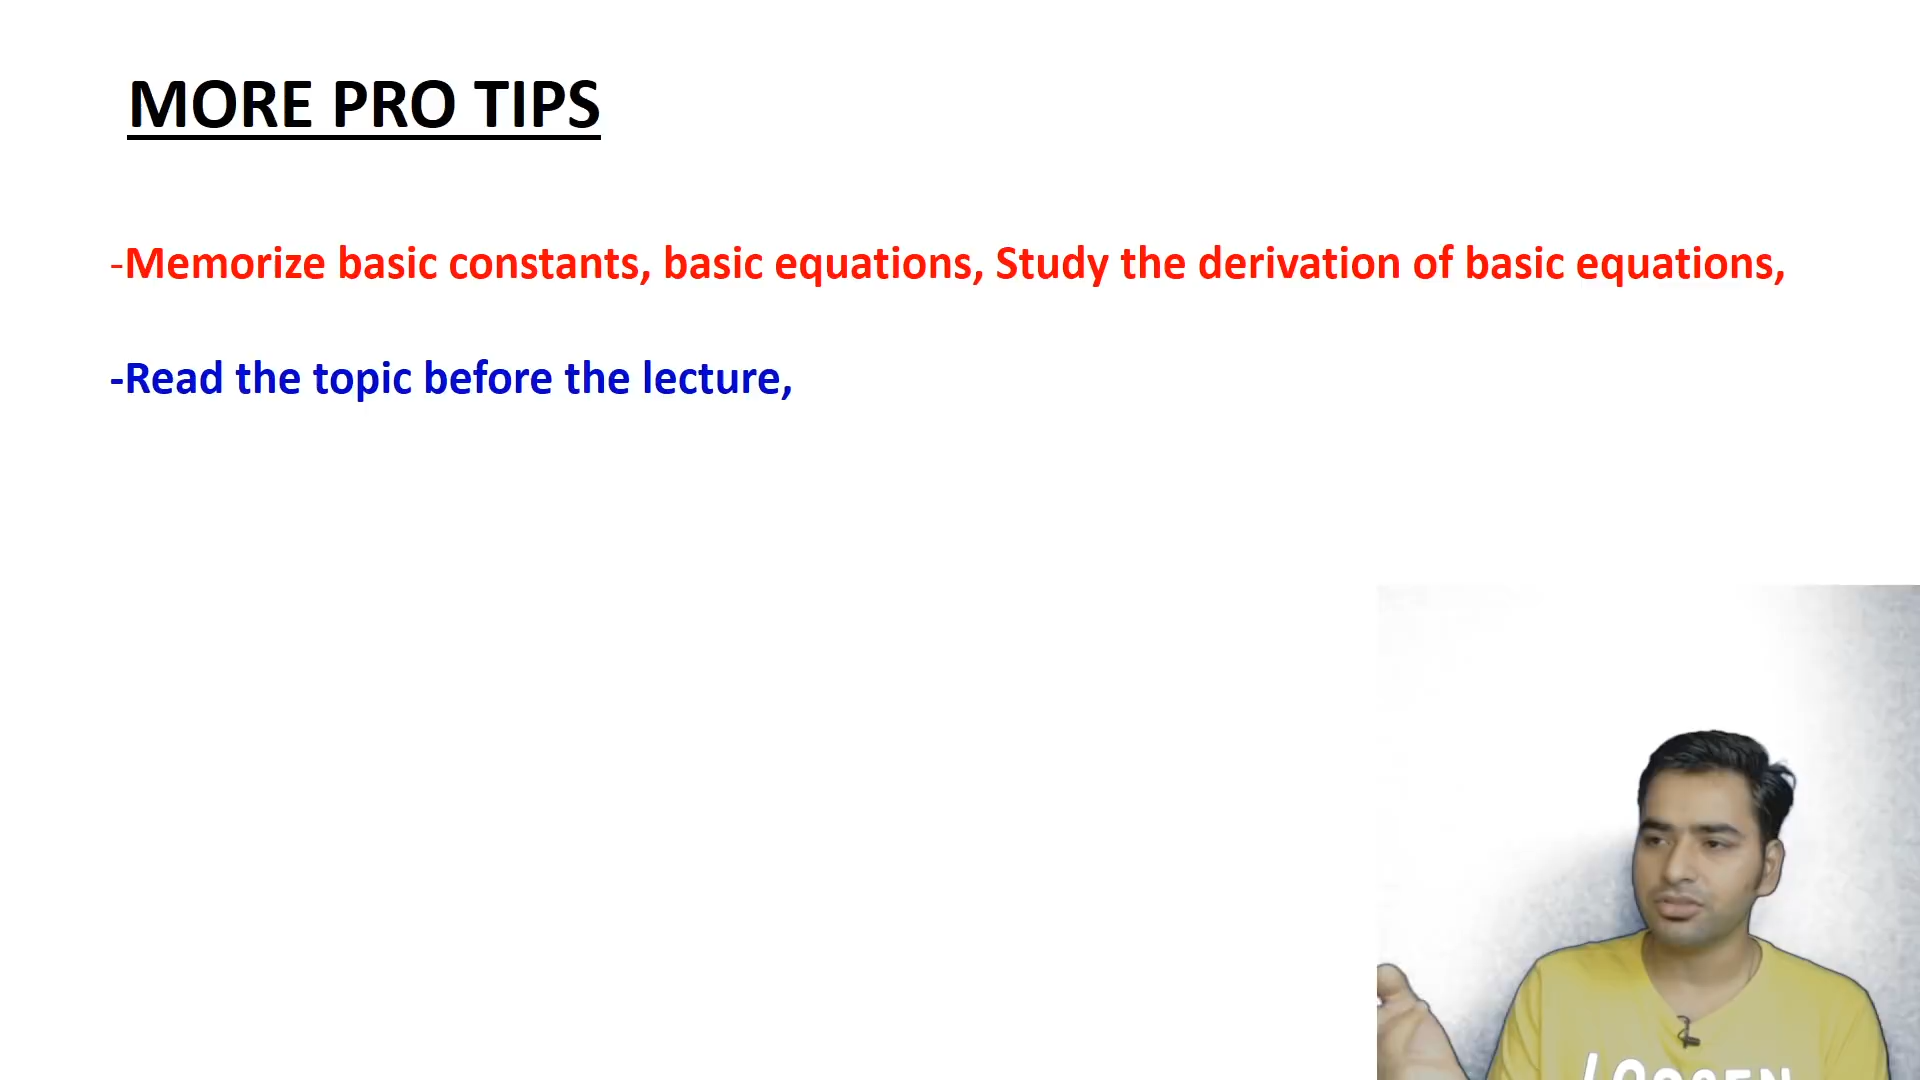 MORE PRO TIPS
-Memorize basic constants, basic equations, Study the derivation of basic equations,
-Read the topic before the lecture,